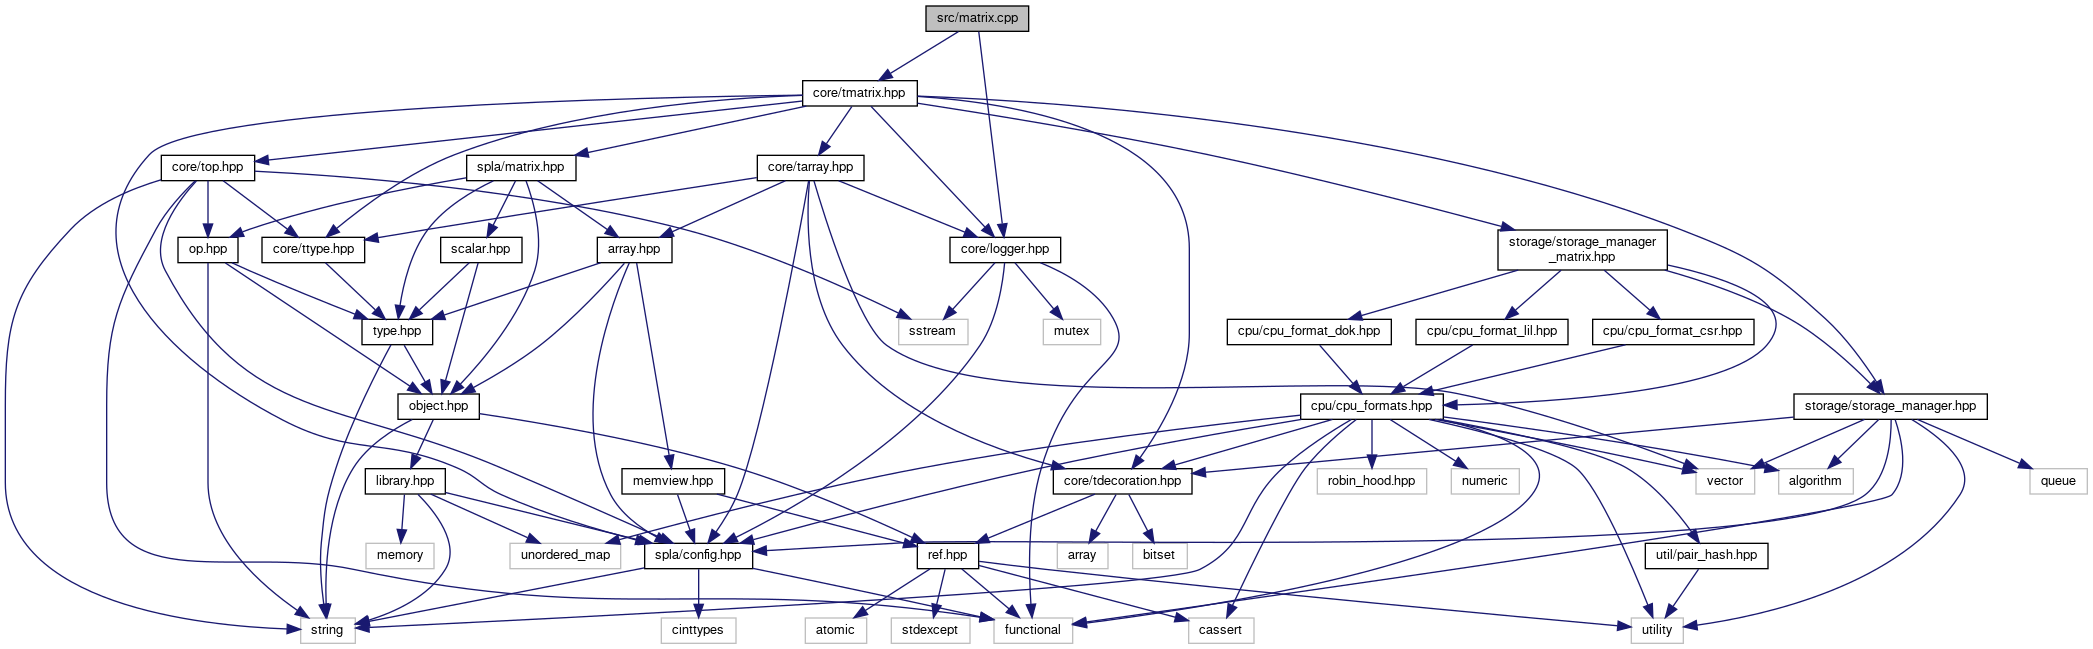 src/matrix.cpp
core/tmatrix.hpp
core/top.hpp
spla/matrix.hpp
core/tarray.hpp
op.hpp
core/ttype.hpp
scalar.hpp
array.hpp
core/logger.hpp
storage/storage_manager
_matrix.hpp
type.hpp
sstream
mutex
cpu/cpu_format_dok.hpp
cpu/cpu_format_lil.hpp
cpu/cpu_format_csr.hpp
object.hpp
cpu/cpu_formats.hpp
storage/storage_manager.hpp
library.hpp
memview.hpp
core/tdecoration.hpp
robin_hood.hpp
numeric
vector
algorithm
queue
memory
unordered_map
spla/config.hpp
ref.hpp
array
bitset
util/pair_hash.hpp
string
cinttypes
atomic
stdexcept
functional
cassert
utility